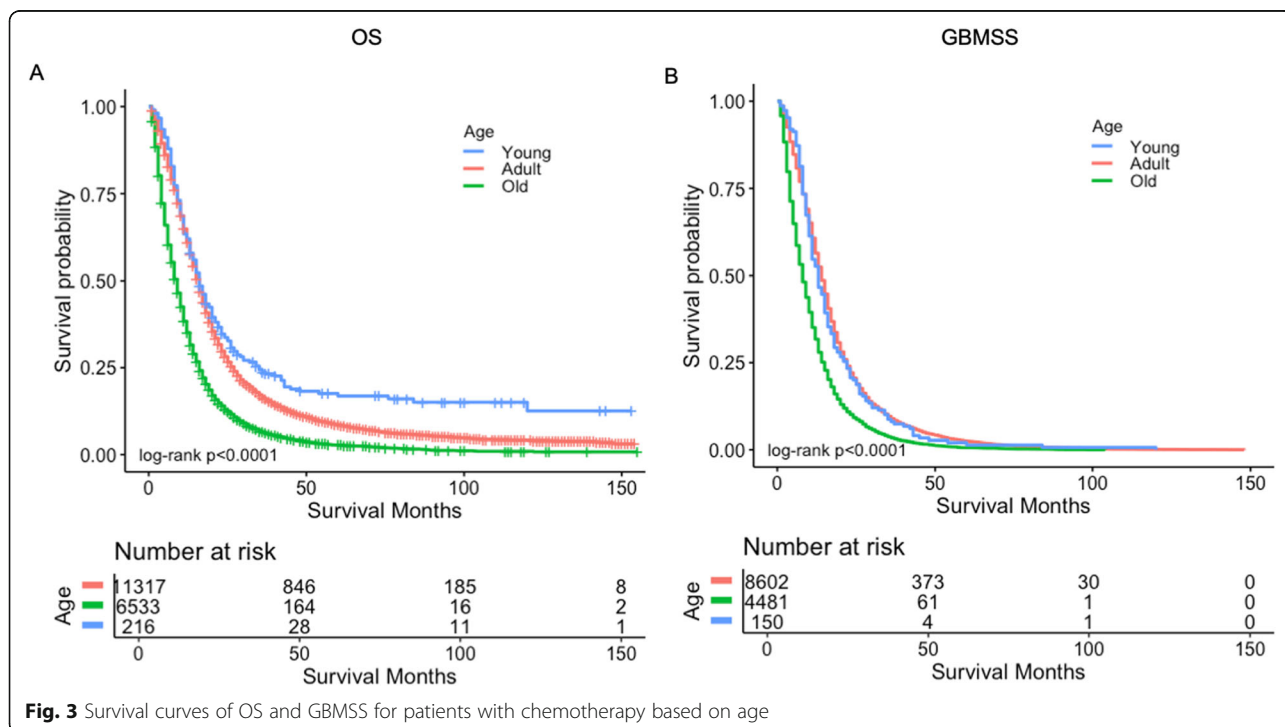 OS
A
1.00
0.75
0.50
0.25
0.00
Survival probability
Age
Young
Adult
Old
log-rank p<0.0001
0 50 100 150
Survival Months
Number at risk
Age
11317 846 185 8
6533 164 16 2
216 28 11 1
0 50 100 150
Survival Months
GBMSS
B
1.00
0.75
0.50
0.25
0.00
Survival probability
Age
Young
Adult
Old
log-rank p<0.0001
0 50 100 150
Survival Months
Number at risk
Age
8602 373 30 0
4481 61 1 0
150 4 1 0
0 50 100 150
Survival Months
Fig. 3 Survival curves of OS and GBMSS for patients with chemotherapy based on age